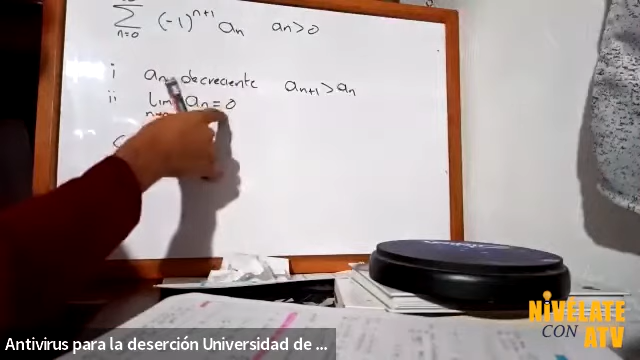 ∑ (-1)^{n+1} a_n   a_n > 0
n=0
i   a_n decreciente   a_{n+1} > a_n
ii   lim a_n = 0
NIVÉLATE
CON ATV
Antivirus para la deserción Universidad de ...